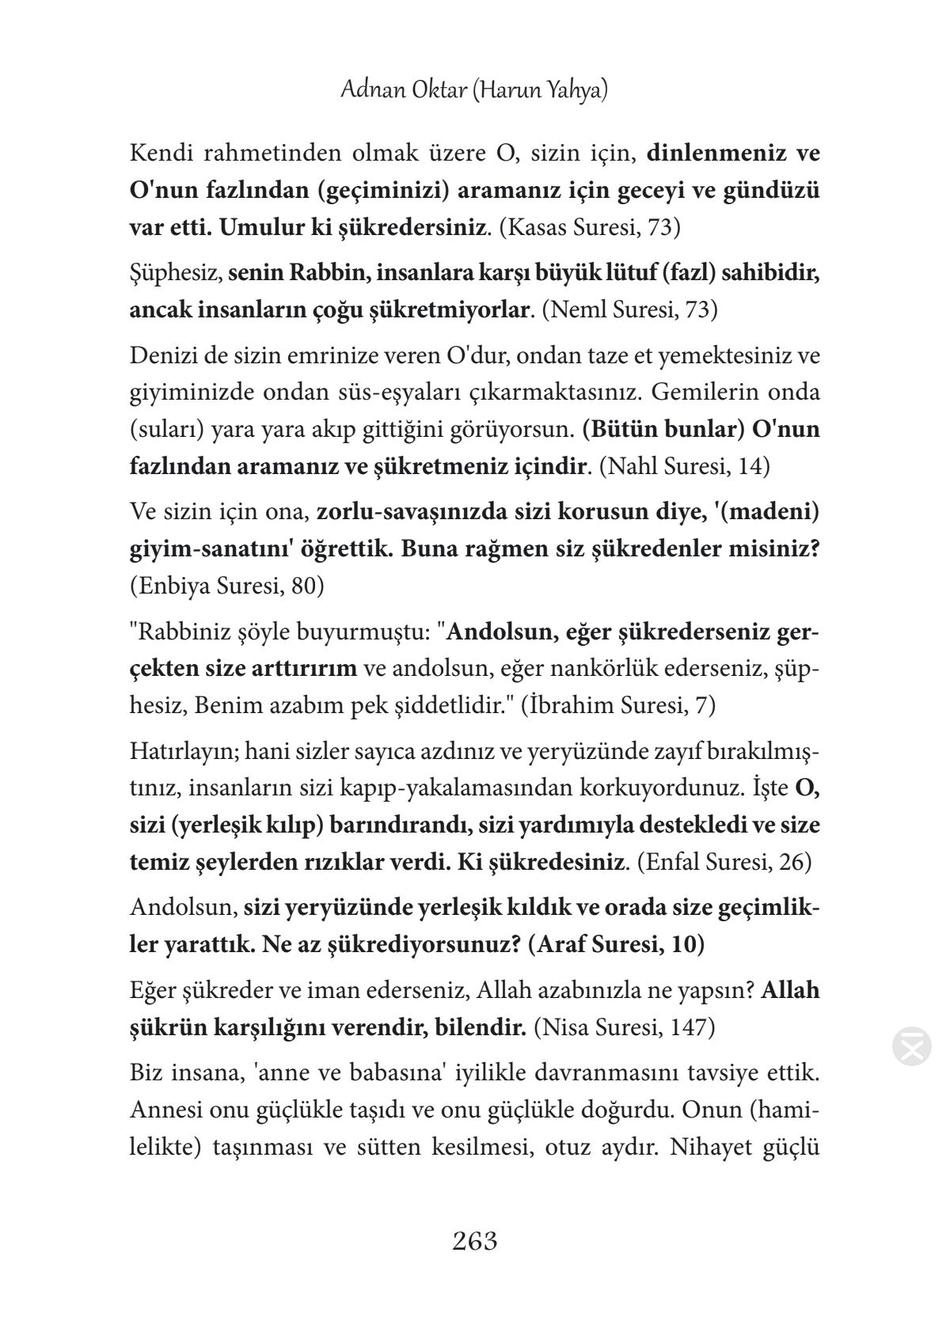 Adnan Oktar (Harun Yahya)
Kendi rahmetinden olmak üzere O, sizin için, dinlenmeniz ve
O'nun fazlından (geçiminizi) aramanız için geceyi ve gündüzü
var etti. Umulur ki şükredersiniz. (Kasas Suresi, 73)
Şüphesiz, senin Rabbin, insanlara karşı büyük lütuf (fazl) sahibidir,
ancak insanların çoğu şükretmiyorlar. (Neml Suresi, 73)
Denizi de sizin emrinize veren O'dur, ondan taze et yemektesiniz ve
giyiminizde ondan süs-eşyaları çıkarmaktasınız. Gemilerin onda
(suları) yara yara akıp gittiğini görüyorsun. (Bütün bunlar) O'nun
fazlından aramanız ve şükretmeniz içindir. (Nahl Suresi, 14)
Ve sizin için ona, zorlu-savaşınızda sizi korusun diye, '(madeni)
giyim-sanatını' öğrettik. Buna rağmen siz şükredenler misiniz?
(Enbiya Suresi, 80)
"Rabbiniz şöyle buyurmuştu: "Andolsun, eğer şükrederseniz ger-
çekten size arttırırım ve andolsun, eğer nankörlük ederseniz, şüp-
hesiz, Benim azabım pek şiddetlidir." (İbrahim Suresi, 7)
Hatırlayın; hani sizler sayıca azdınız ve yeryüzünde zayıf bırakılmış-
tınız, insanların sizi kapıp-yakalamasından korkuyordunuz. İşte O,
sizi (yerleşik kılıp) barındırandı, sizi yardımıyla destekledi ve size
temiz şeylerden rızıklar verdi. Ki şükredesiniz. (Enfal Suresi, 26)
Andolsun, sizi yeryüzünde yerleşik kıldık ve orada size geçimlik-
ler yarattık. Ne az şükrediyorsunuz? (Araf Suresi, 10)
Eğer şükreder ve iman ederseniz, Allah azabınızla ne yapsın? Allah
şükrün karşılığını verendir, bilendir. (Nisa Suresi, 147)
Biz insana, 'anne ve babasına' iyilikle davranmasını tavsiye ettik.
Annesi onu güçlükle taşıdı ve onu güçlükle doğurdu. Onun (hami-
lelikte) taşınması ve sütten kesilmesi, otuz aydır. Nihayet güçlü
263